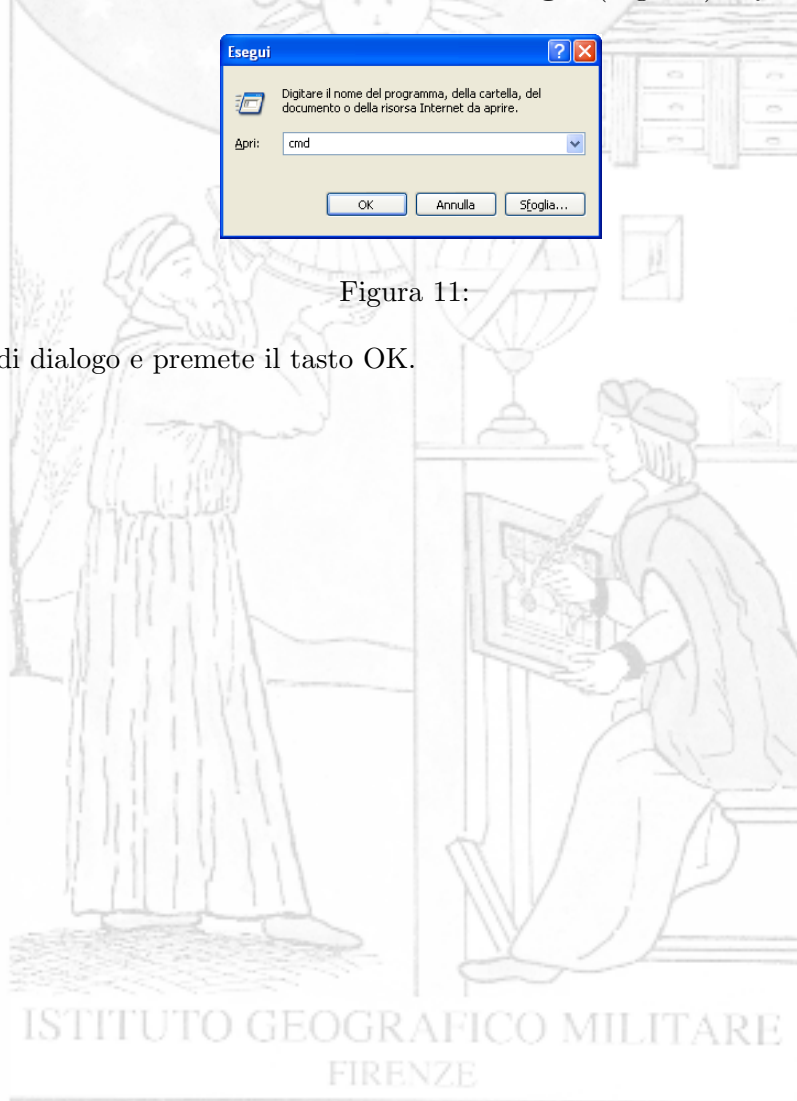 Esegui
Digitare il nome del programma, della cartella, del
documento o della risorsa Internet da aprire.
Apri:
cmd
OK Annulla Sfoglia...
Figura 11:
di dialogo e premete il tasto OK.
ISTITUTO GEOGRAFICO MILITARE
FIRENZE